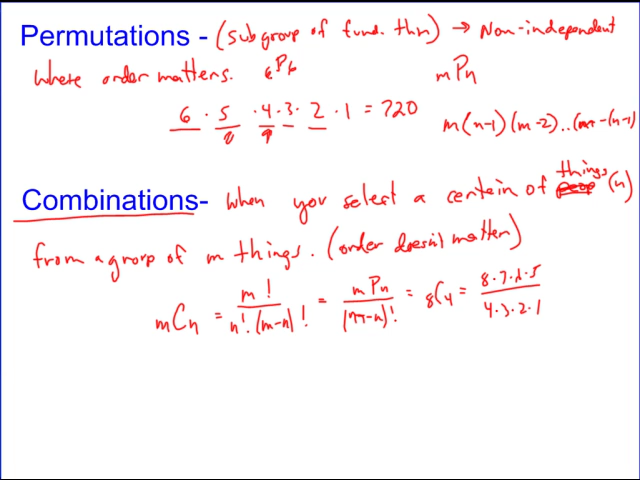 Permutations - (subgroup of fund. thm) → Non-independent
where order matters. 6P6 mPn
6 · 5 · 4 · 3 · 2 · 1 = 720 m(n-1)(m-2)..(m-(n-1)
Combinations- when you select a certein of things (n)
from a group of m things. (order doesn't matter)
mCn = m! / n!·(m-n)! = mPn / (m-n)! = 8C4 = 8·7·6·5 / 4·3·2·1